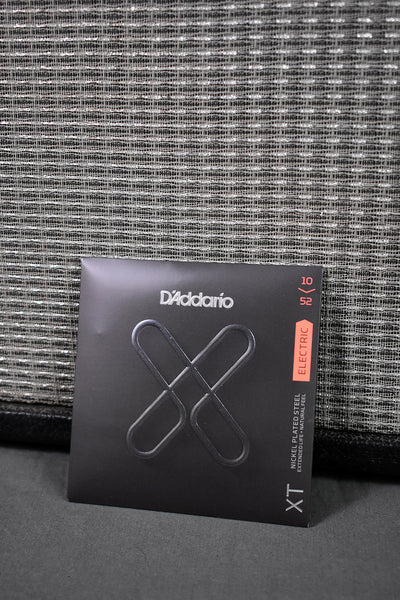 D'Addario
10
52
ELECTRIC
NICKEL PLATED STEEL
EXTENDED LIFE • NATURAL FEEL
XT